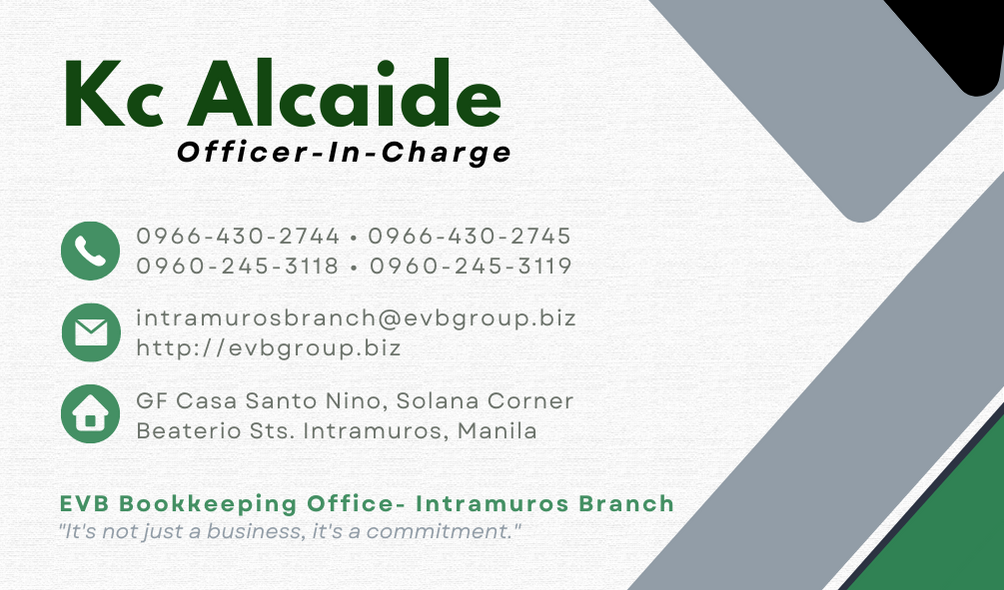 Kc Alcaide
Officer-In-Charge
0966-430-2744 • 0966-430-2745
0960-245-3118 • 0960-245-3119
intramurosbranch@evbgroup.biz
http://evbgroup.biz
GF Casa Santo Nino, Solana Corner
Beaterio Sts. Intramuros, Manila
EVB Bookkeeping Office- Intramuros Branch
"It's not just a business, it's a commitment."